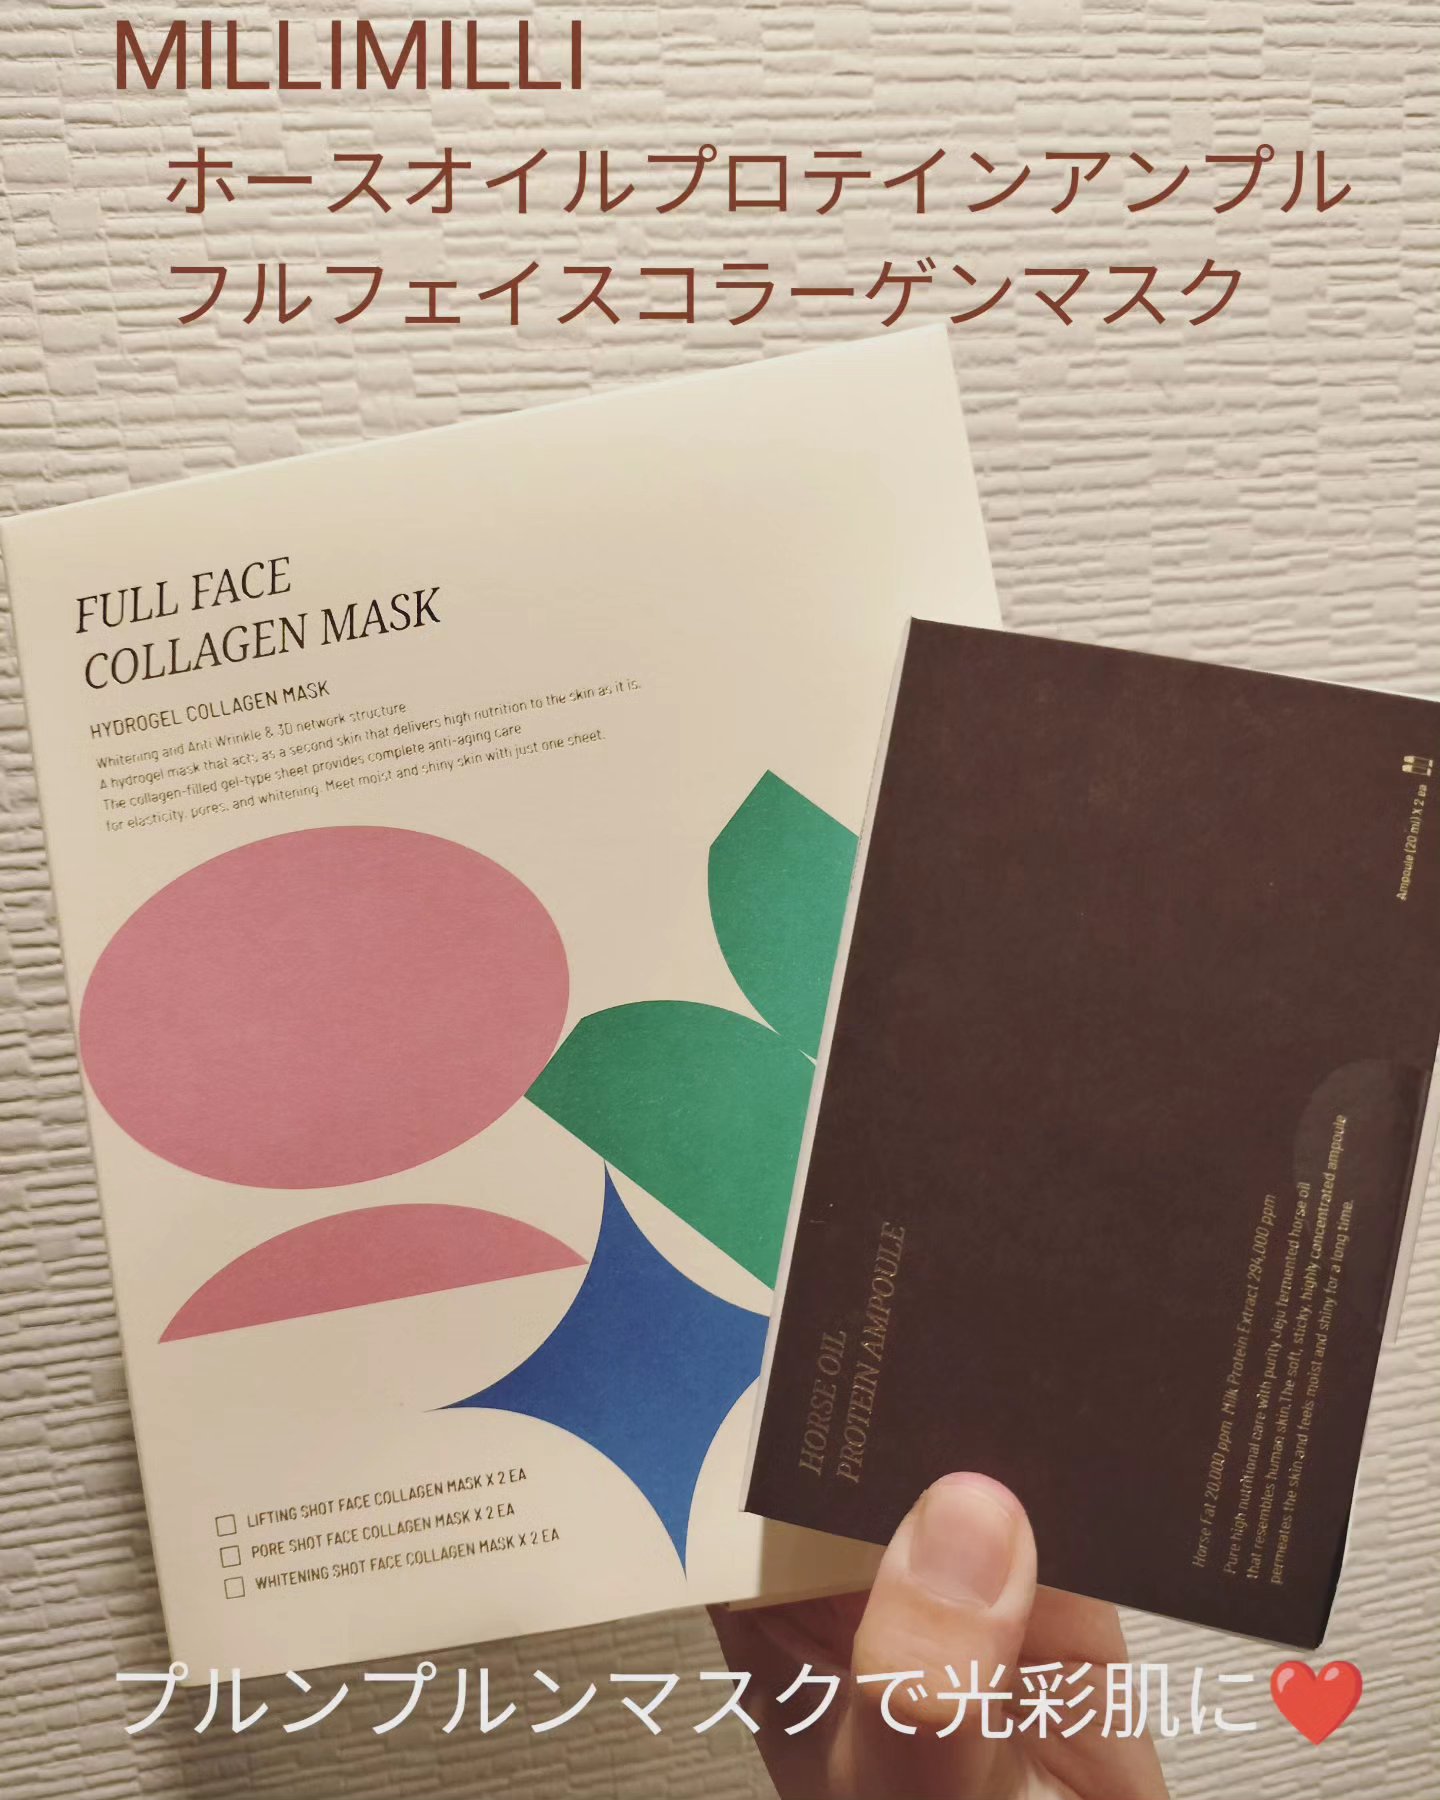 MILLIMILLI
ホースオイルプロテインアンプル
フルフェイスコラーゲンマスク
FULL FACE
COLLAGEN MASK
HYDROGEL COLLAGEN MASK
Whitening and Anti Wrinkle & 3D network structure
A hydrogel mask that acts as a second skin that delivers high nutrition to the skin as it is.
The collagen-filled gel-type sheet provides complete anti-aging care
for elasticity, pores, and whitening. Meet moist and shiny skin with just one sheet.
LIFTING SHOT FACE COLLAGEN MASK X 2 EA
PORE SHOT FACE COLLAGEN MASK X 2 EA
WHITENING SHOT FACE COLLAGEN MASK X 2 EA
HORSE OIL
PROTEIN AMPOULE
Ampoule (20 ml) X 2 ea
Horse Fat 20,000 ppm Milk Protein Extract 294,000 ppm
Pure high nutritional care with purity Jeju fermented horse oil
that resembles human skin.The soft, sticky, highly concentrated ampoule
permeates the skin and feels moist and shiny for a long time.
プルンプルンマスクで光彩肌に❤️